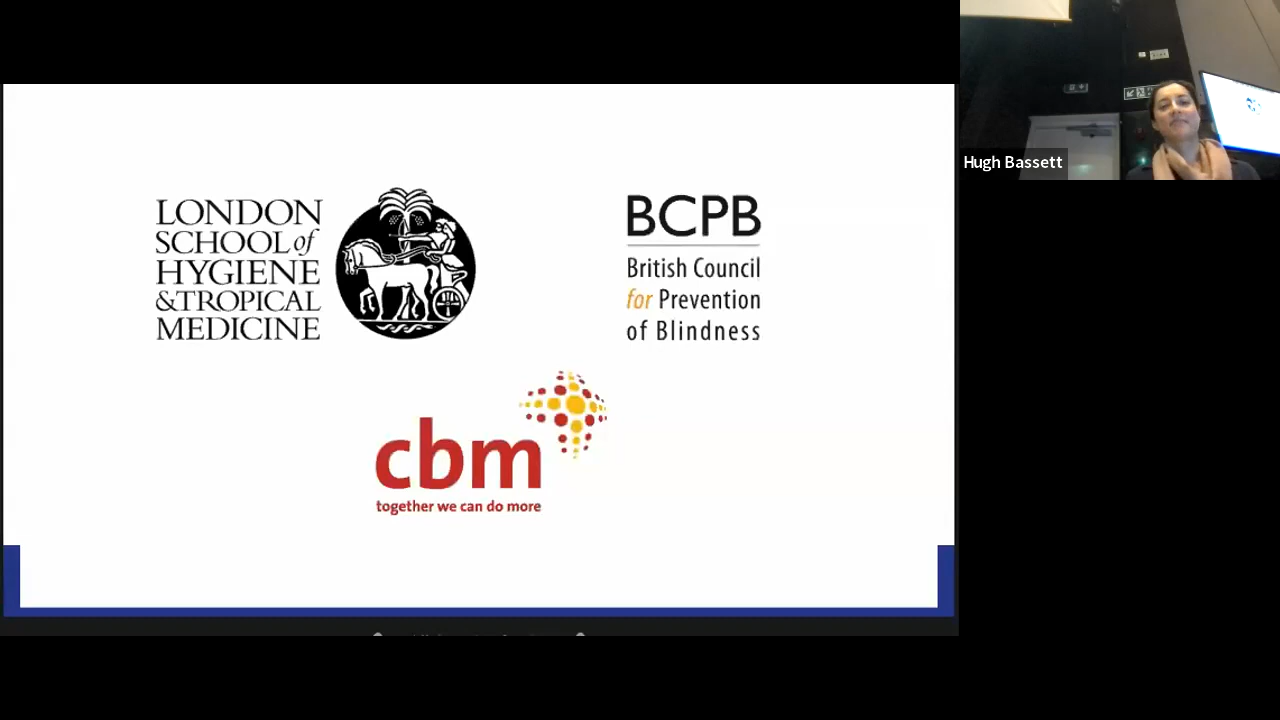 LONDON
SCHOOL of
HYGIENE
& TROPICAL
MEDICINE
BCPB
British Council
for Prevention
of Blindness
cbm
together we can do more
Hugh Bassett